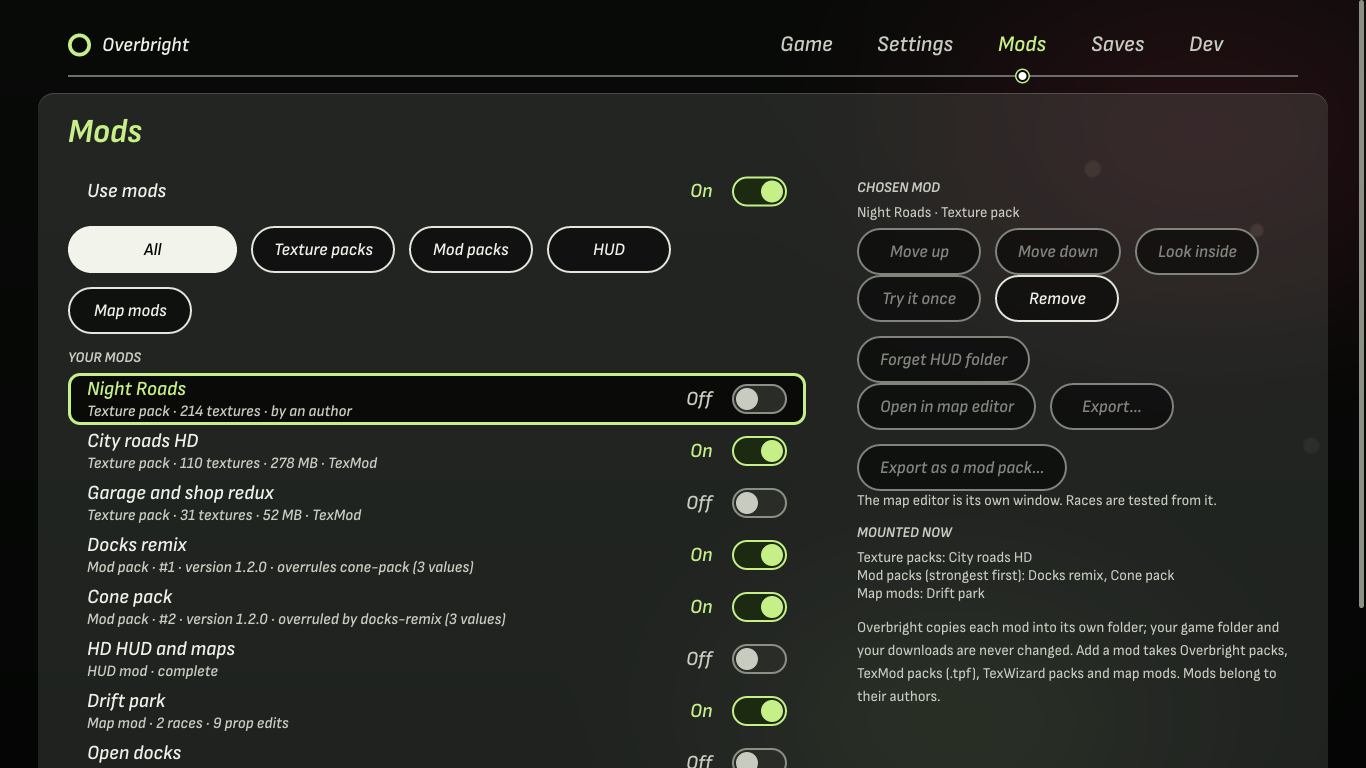 Overbright
Game Settings Mods Saves Dev
Mods
Use mods On
All Texture packs Mod packs HUD
Map mods
YOUR MODS
Night Roads Off
Texture pack · 214 textures · by an author
City roads HD On
Texture pack · 110 textures · 278 MB · TexMod
Garage and shop redux Off
Texture pack · 31 textures · 52 MB · TexMod
Docks remix On
Mod pack · #1 · version 1.2.0 · overrules cone-pack (3 values)
Cone pack On
Mod pack · #2 · version 1.2.0 · overruled by docks-remix (3 values)
HD HUD and maps Off
HUD mod · complete
Drift park On
Map mod · 2 races · 9 prop edits
Open docks Off
CHOSEN MOD
Night Roads · Texture pack
Move up Move down Look inside
Try it once Remove
Forget HUD folder
Open in map editor Export...
Export as a mod pack...
The map editor is its own window. Races are tested from it.
MOUNTED NOW
Texture packs: City roads HD
Mod packs (strongest first): Docks remix, Cone pack
Map mods: Drift park
Overbright copies each mod into its own folder; your game folder and
your downloads are never changed. Add a mod takes Overbright packs,
TexMod packs (.tpf), TexWizard packs and map mods. Mods belong to
their authors.